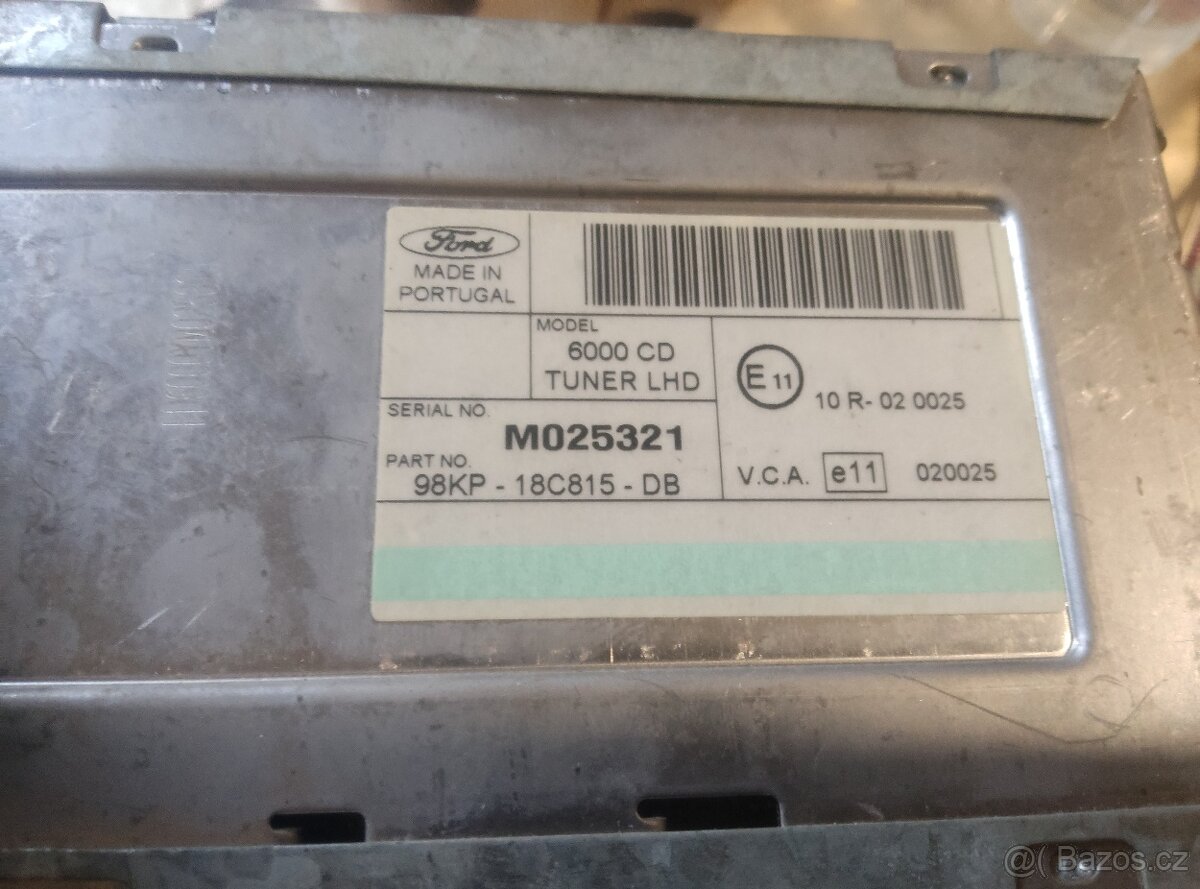 Ford
MADE IN
PORTUGAL
MODEL
6000 CD
TUNER LHD
SERIAL NO.
M025321
PART NO.
98KP - 18C815 - DB
E 11
10 R- 02 0025
V.C.A. e11 020025
@( Bazos.cz